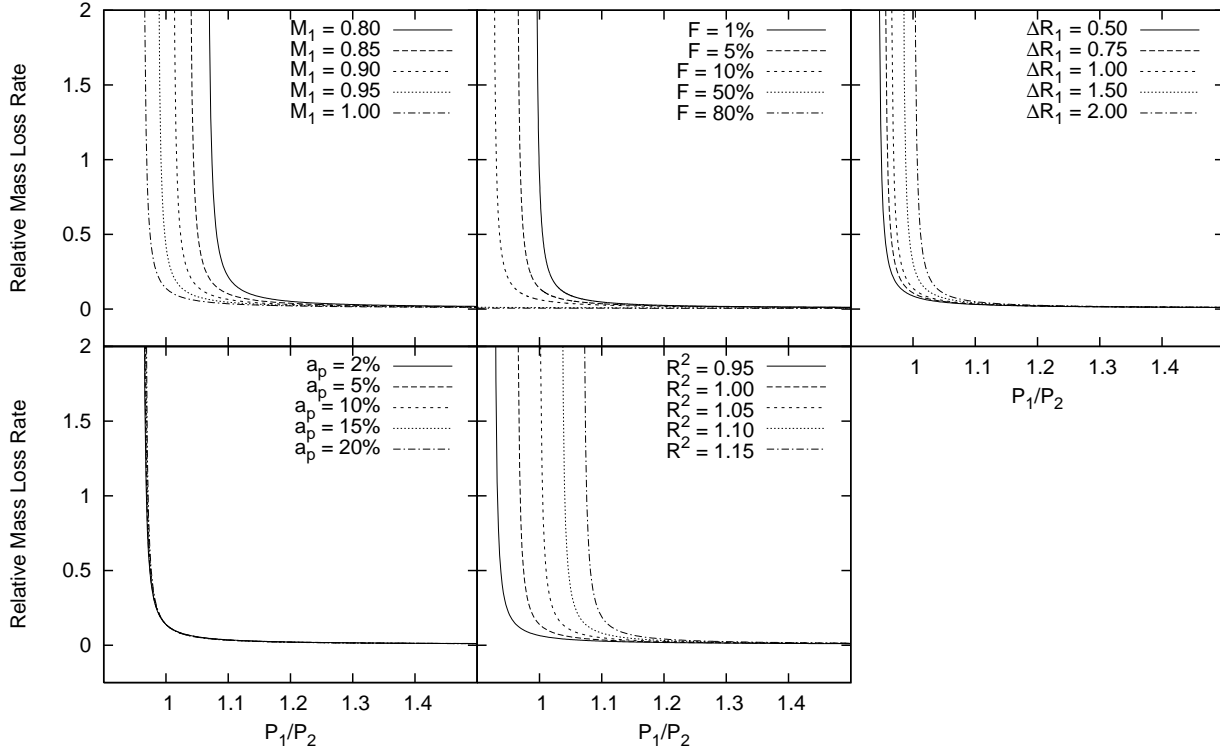 Relative Mass Loss Rate
2
1.5
1
0.5
0
M₁ = 0.80
M₁ = 0.85
M₁ = 0.90
M₁ = 0.95
M₁ = 1.00
F = 1%
F = 5%
F = 10%
F = 50%
F = 80%
ΔR₁ = 0.50
ΔR₁ = 0.75
ΔR₁ = 1.00
ΔR₁ = 1.50
ΔR₁ = 2.00
1 1.1 1.2 1.3 1.4
P₁/P₂
Relative Mass Loss Rate
2
1.5
1
0.5
0
aₚ = 2%
aₚ = 5%
aₚ = 10%
aₚ = 15%
aₚ = 20%
1 1.1 1.2 1.3 1.4
P₁/P₂
R² = 0.95
R² = 1.00
R² = 1.05
R² = 1.10
R² = 1.15
1 1.1 1.2 1.3 1.4
P₁/P₂